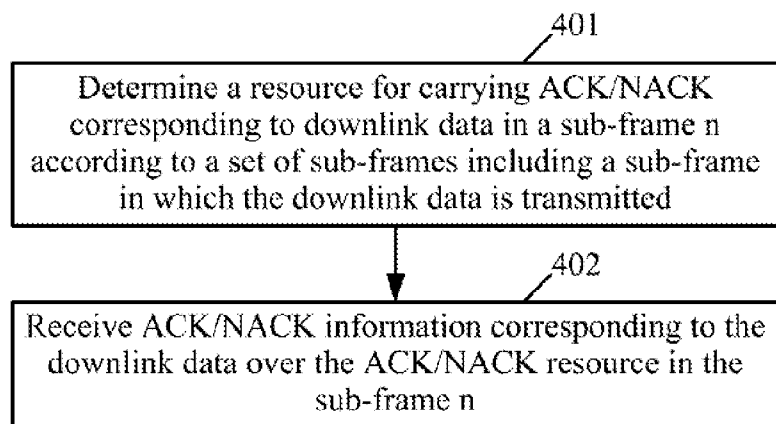 401
Determine a resource for carrying ACK/NACK
corresponding to downlink data in a sub-frame n
according to a set of sub-frames including a sub-frame
in which the downlink data is transmitted
402
Receive ACK/NACK information corresponding to the
downlink data over the ACK/NACK resource in the
sub-frame n